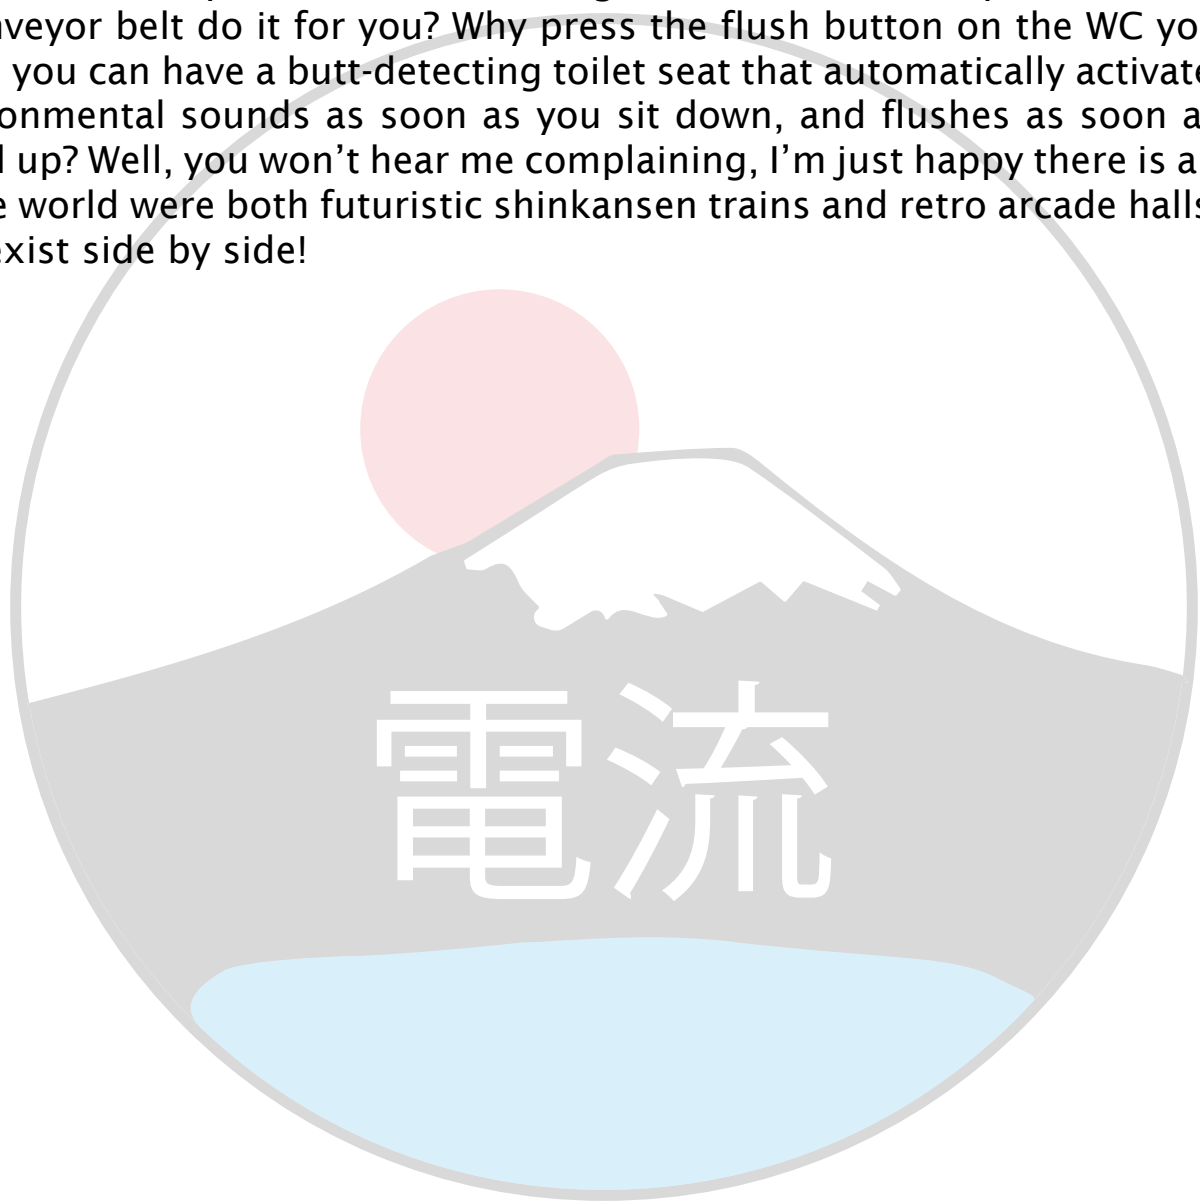 veyor belt do it for you? Why press the flush button on the WC yo
you can have a butt-detecting toilet seat that automatically activate
onmental sounds as soon as you sit down, and flushes as soon a
up? Well, you won’t hear me complaining, I’m just happy there is a
world were both futuristic shinkansen trains and retro arcade halls
exist side by side!
電流